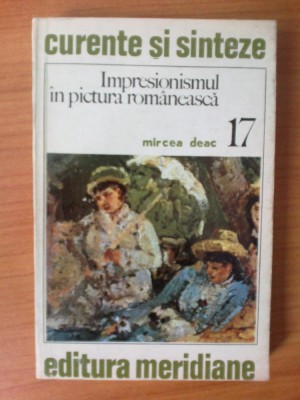 curente și sinteze
Impresionismul
în pictura românească
mircea deac 17
editura meridiane